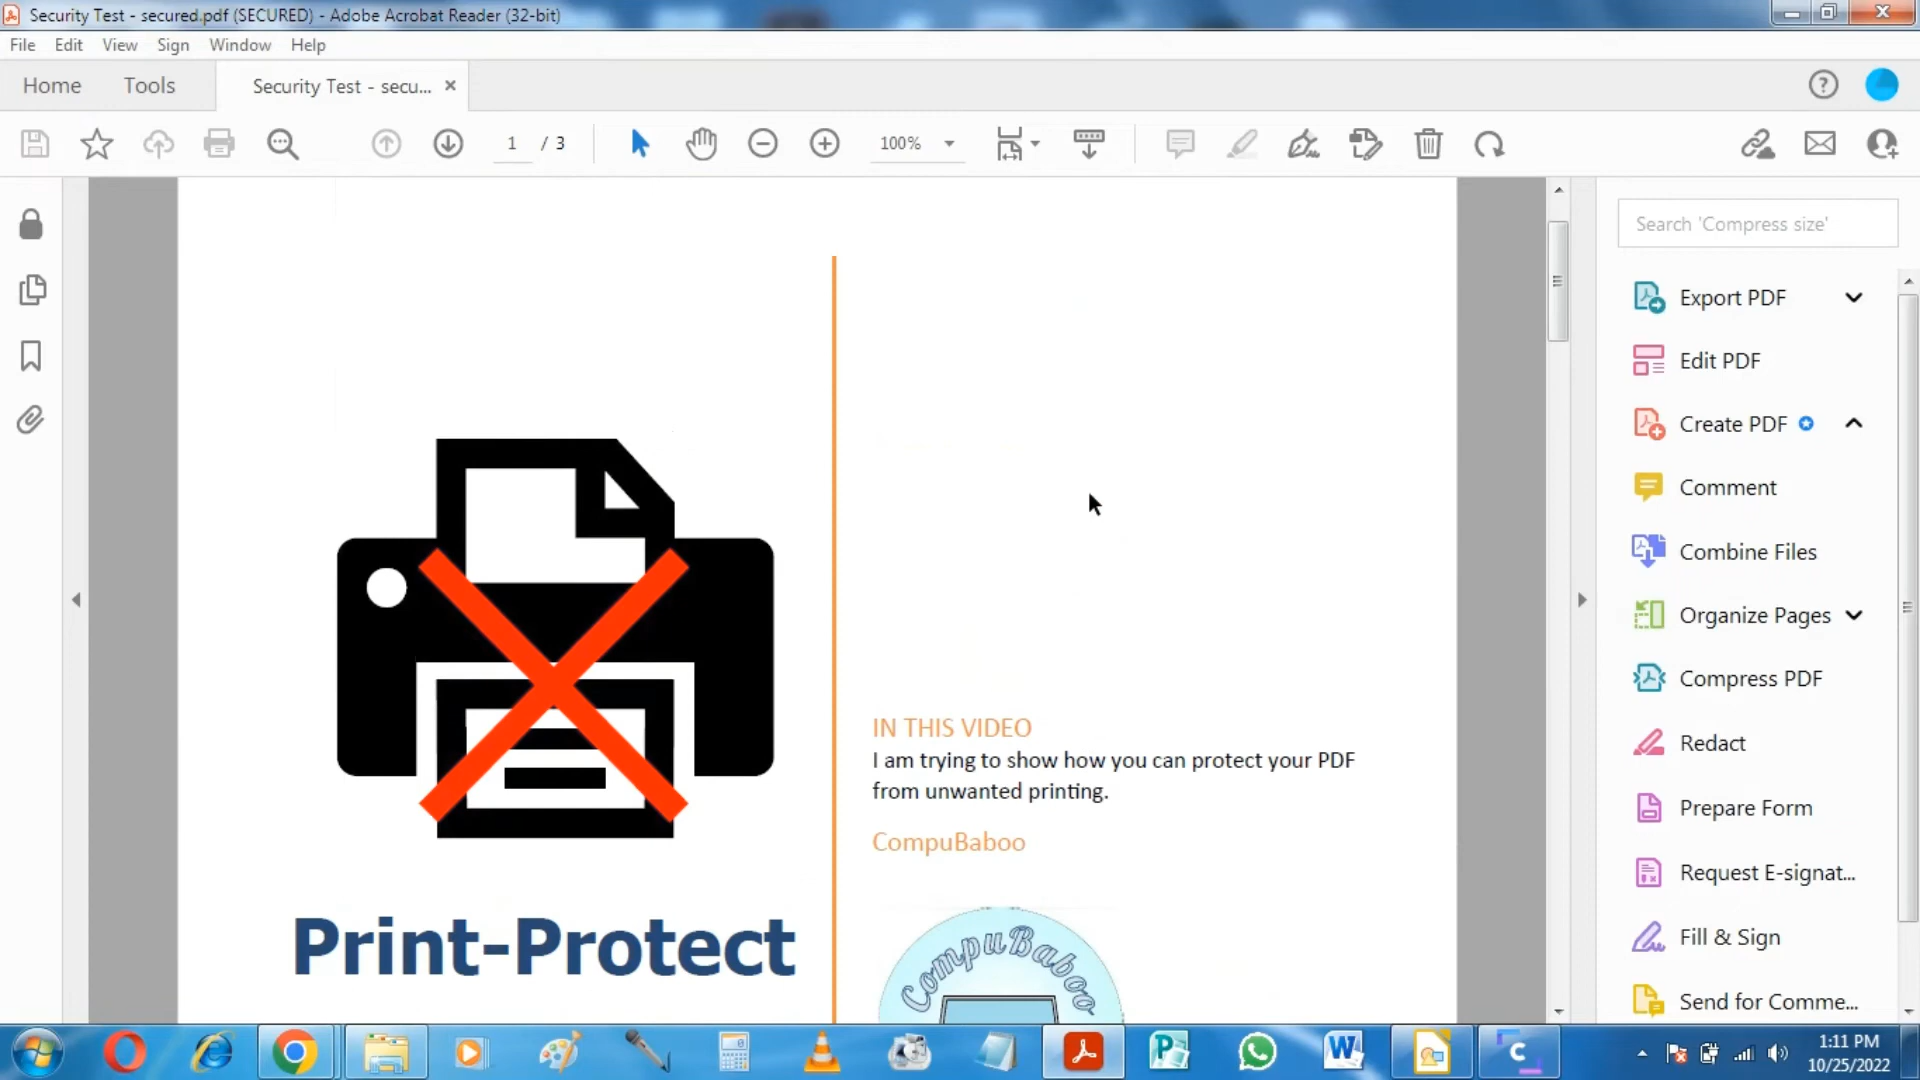 Security Test - secured.pdf (SECURED) - Adobe Acrobat Reader (32-bit)
File Edit View Sign Window Help
Home Tools Security Test - secu...
1 / 3 100%
Search 'Compress size'
Export PDF
Edit PDF
Create PDF
Comment
Combine Files
Organize Pages
Compress PDF
Redact
Prepare Form
Request E-signat...
Fill & Sign
Send for Comme...
IN THIS VIDEO
I am trying to show how you can protect your PDF
from unwanted printing.
CompuBaboo
Print-Protect
CompuBaboo
1:11 PM
10/25/2022